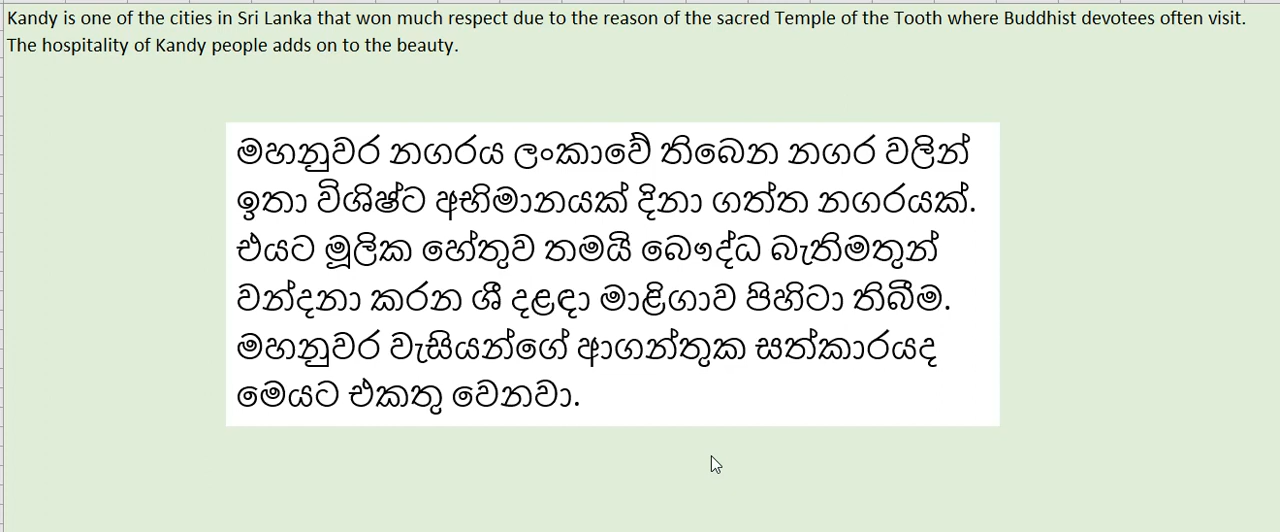 Kandy is one of the cities in Sri Lanka that won much respect due to the reason of the sacred Temple of the Tooth where Buddhist devotees often visit.
The hospitality of Kandy people adds on to the beauty.
මහනුවර නගරය ලංකාවේ තිබෙන නගර වලින්
ඉතා විශිෂ්ට අභිමානයක් දිනා ගත්ත නගරයක්.
එයට මූලික හේතුව තමයි බෞද්ධ බැතිමතුන්
වන්දනා කරන ශී දළඳා මාළිගාව පිහිටා තිබීම.
මහනුවර වැසියන්ගේ ආගන්තුක සත්කාරයද
මෙයට එකතු වෙනවා.